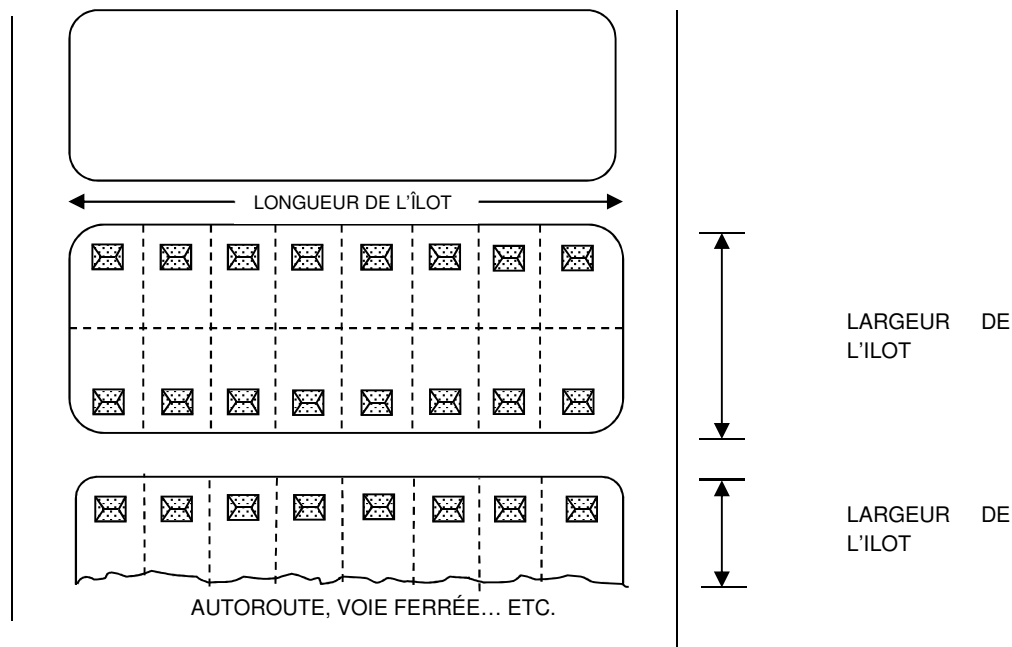 LONGUEUR DE L'ÎLOT
LARGEUR DE
L'ILOT
LARGEUR DE
L'ILOT
AUTOROUTE, VOIE FERRÉE... ETC.